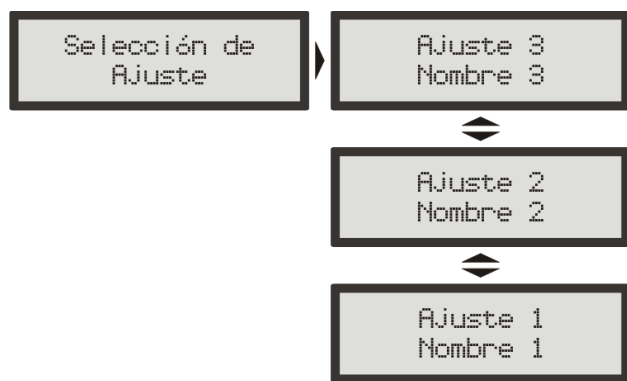 Selección de
Ajuste
Ajuste 3
Nombre 3
Ajuste 2
Nombre 2
Ajuste 1
Nombre 1